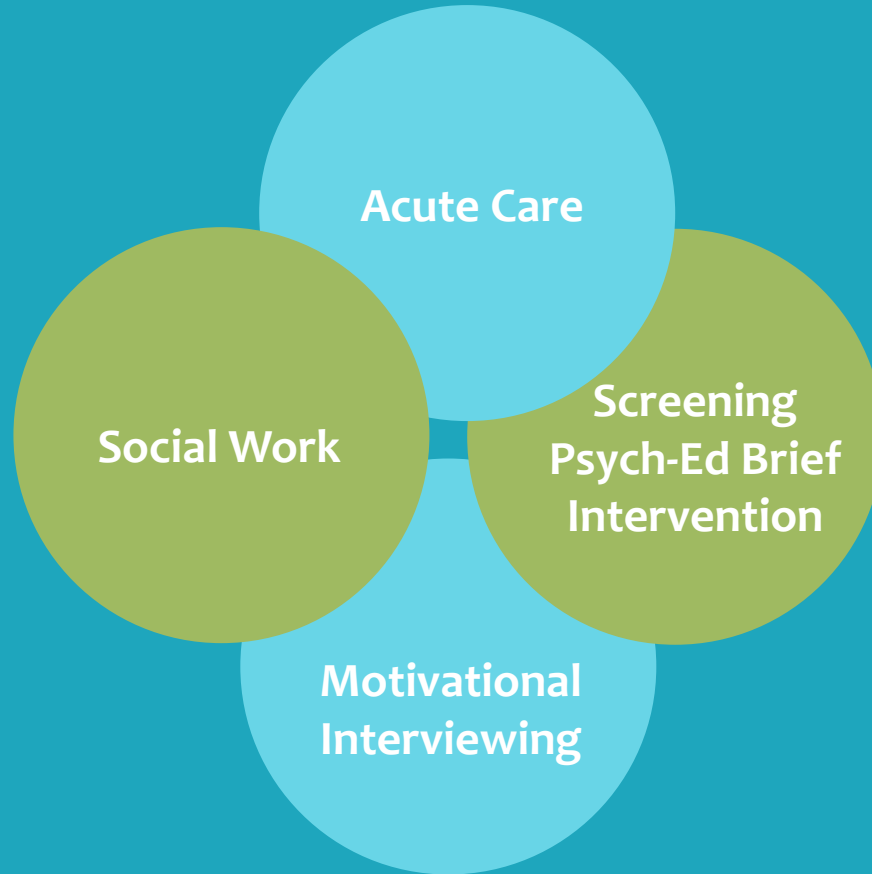 Acute Care
Social Work
Screening
Psych-Ed Brief
Intervention
Motivational
Interviewing